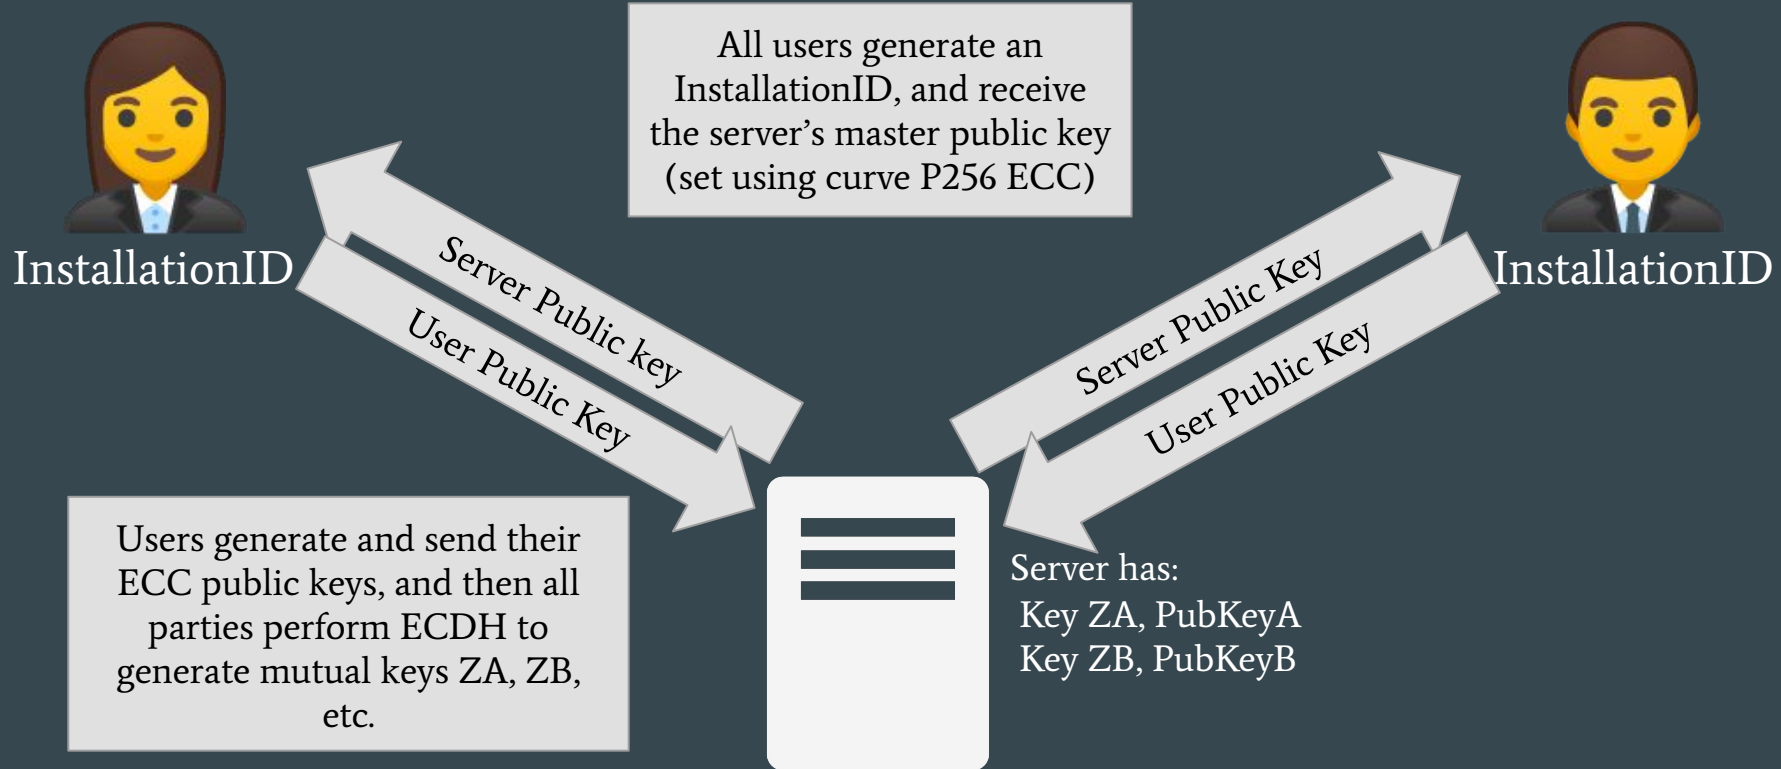 All users generate an
InstallationID, and receive
the server’s master public key
(set using curve P256 ECC)
InstallationID
InstallationID
Server Public key
User Public Key
Server Public Key
User Public Key
Users generate and send their
ECC public keys, and then all
parties perform ECDH to
generate mutual keys ZA, ZB,
etc.
Server has:
Key ZA, PubKeyA
Key ZB, PubKeyB